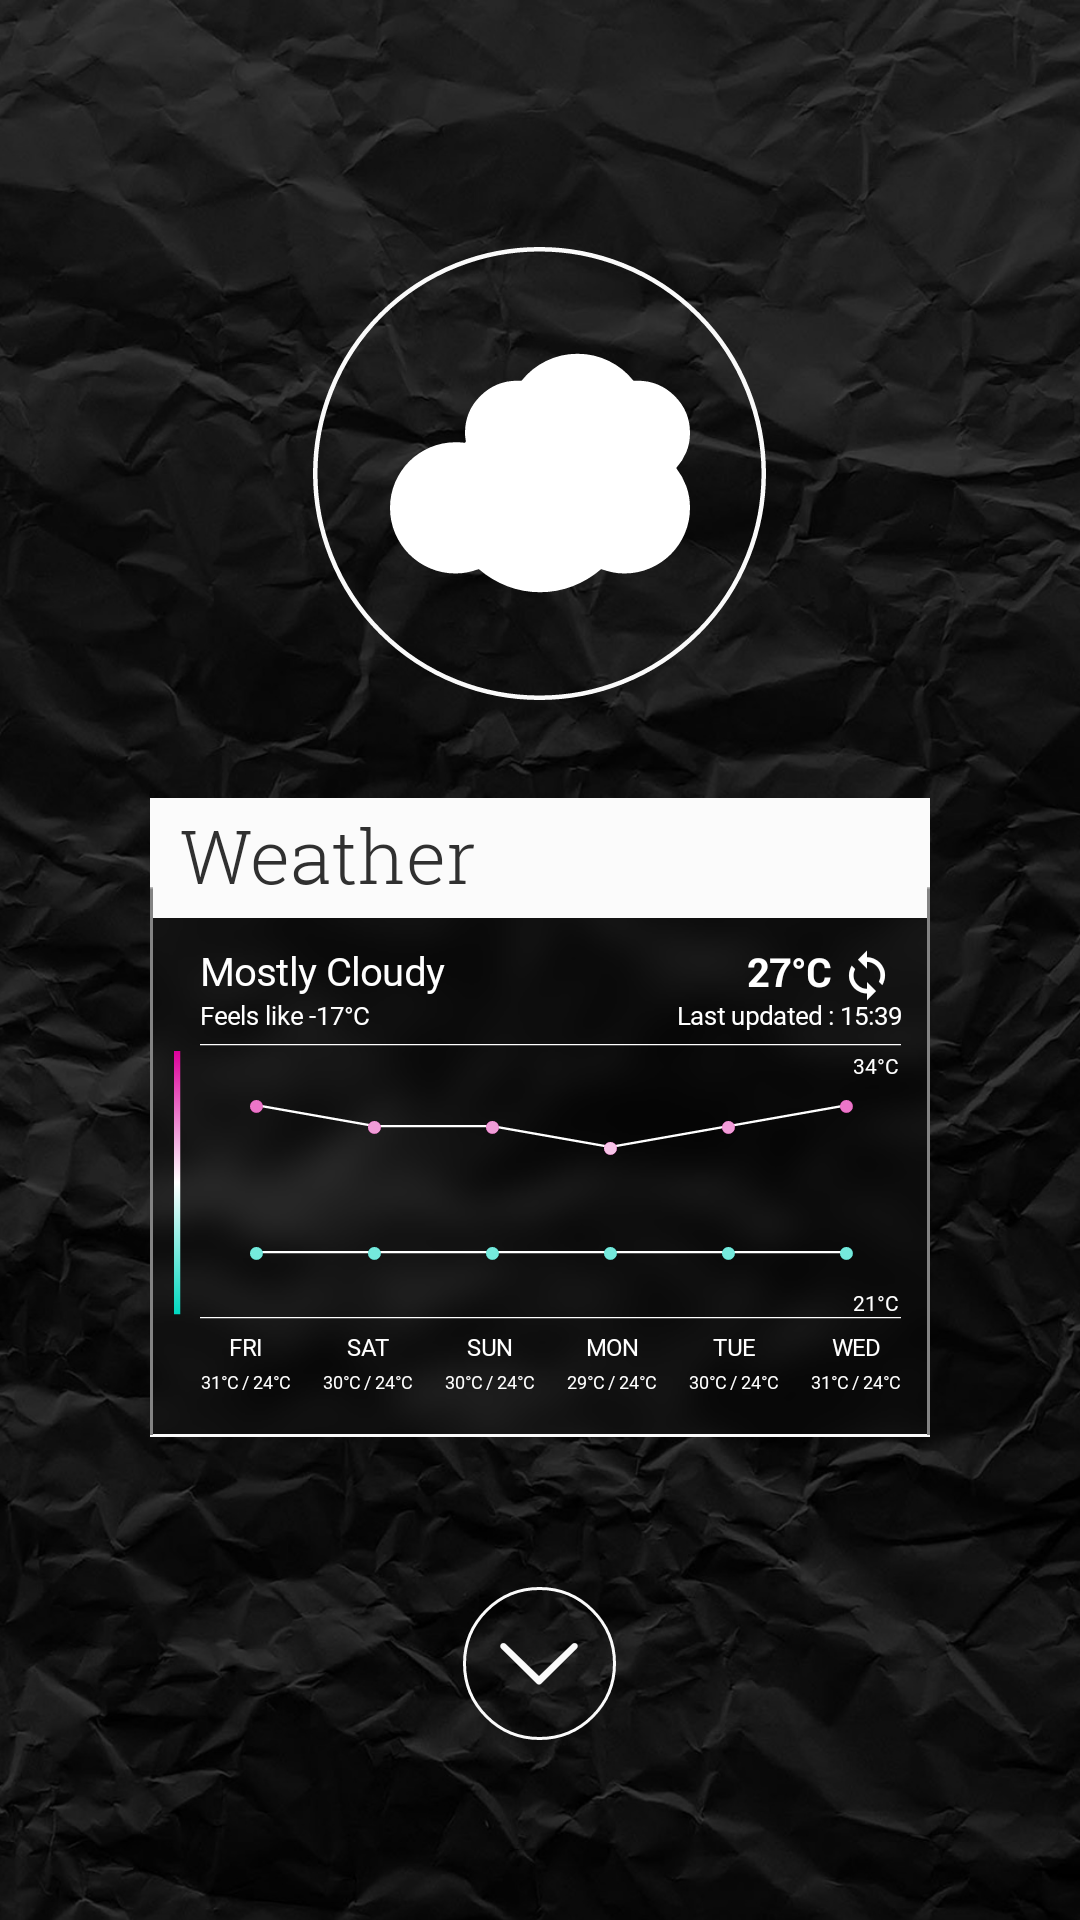 Weather
Mostly Cloudy 27°C
Feels like -17°C Last updated : 15:39
34°C
21°C
FRI SAT SUN MON TUE WED
31°C / 24°C 30°C / 24°C 30°C / 24°C 29°C / 24°C 30°C / 24°C 31°C / 24°C